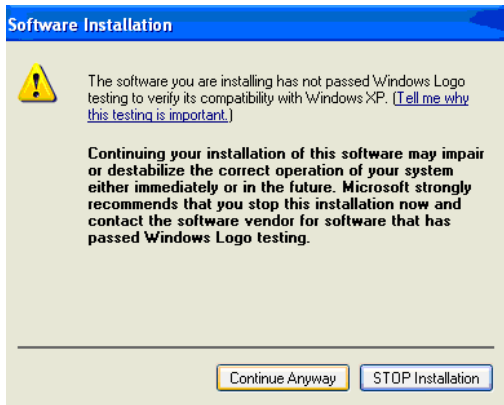 Software Installation
The software you are installing has not passed Windows Logo
testing to verify its compatibility with Windows XP. (Tell me why
this testing is important.)
Continuing your installation of this software may impair
or destabilize the correct operation of your system
either immediately or in the future. Microsoft strongly
recommends that you stop this installation now and
contact the software vendor for software that has
passed Windows Logo testing.
Continue Anyway
STOP Installation